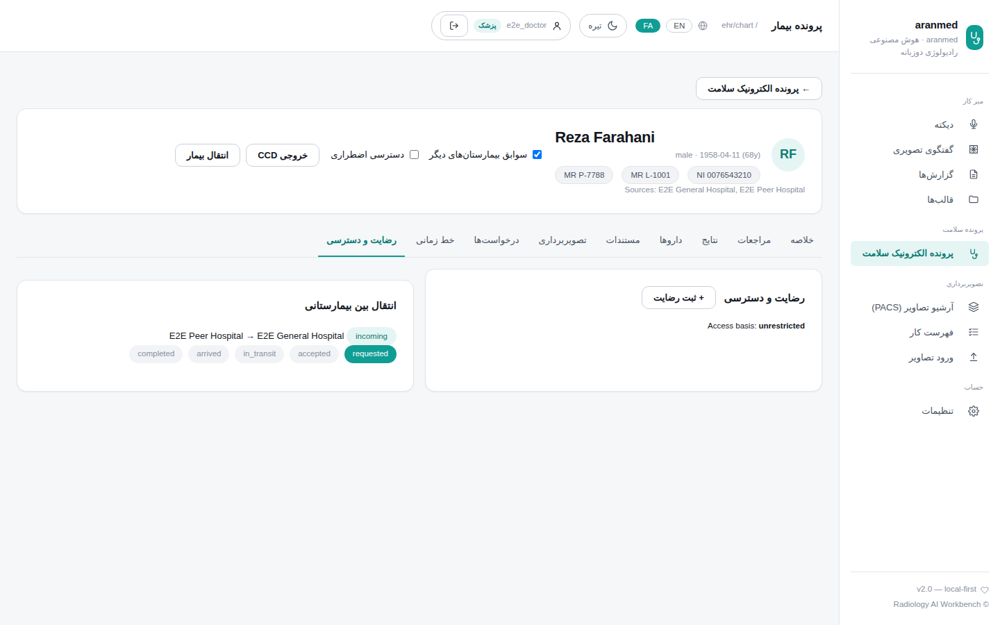 aranmed
aranmed · هوش مصنوعی
رادیولوژی دوزبانه
میز کار
دیکته
گفتگوی تصویری
گزارش‌ها
قالب‌ها
پرونده سلامت
پرونده الکترونیک سلامت
تصویربرداری
آرشیو تصاویر (PACS)
فهرست کار
ورود تصاویر
حساب
تنظیمات
v2.0 — local-first
Radiology AI Workbench ©
پرونده بیمار
ehr/chart /
EN
FA
تیره
e2e_doctor
پزشک
← پرونده الکترونیک سلامت
RF
Reza Farahani
male · 1958-04-11 (68y)
NI 0076543210
MR L-1001
MR P-7788
Sources: E2E General Hospital, E2E Peer Hospital
سوابق بیمارستان‌های دیگر
دسترسی اضطراری
خروجی CCD
انتقال بیمار
خلاصه
مراجعات
نتایج
داروها
مستندات
تصویربرداری
درخواست‌ها
خط زمانی
رضایت و دسترسی
رضایت و دسترسی
+ ثبت رضایت
Access basis: unrestricted
انتقال بین بیمارستانی
incoming
E2E Peer Hospital → E2E General Hospital
requested
accepted
in_transit
arrived
completed